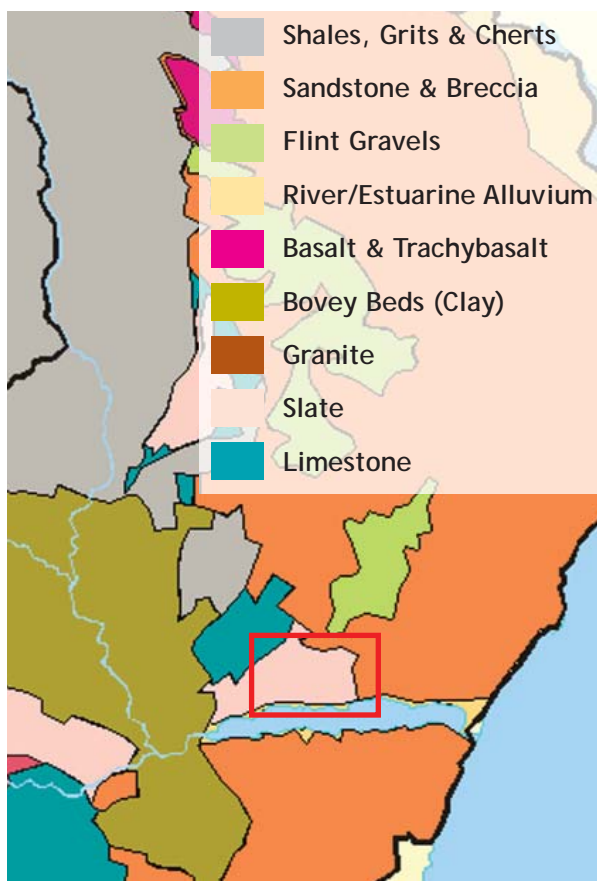 Shales, Grits & Cherts
Sandstone & Breccia
Flint Gravels
River/Estuarine Alluvium
Basalt & Trachybasalt
Bovey Beds (Clay)
Granite
Slate
Limestone